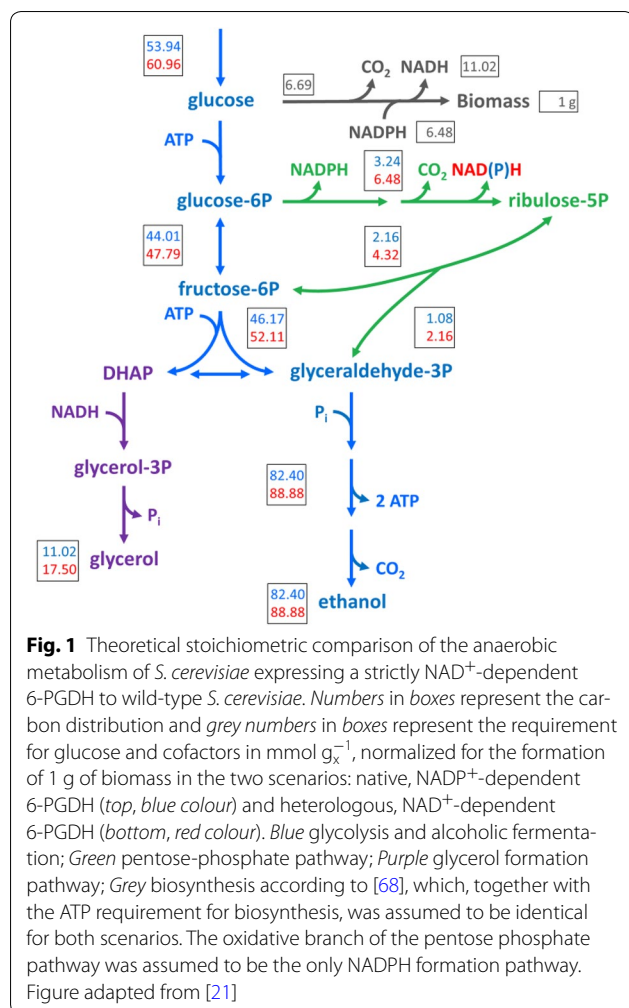 53.94
60.96
glucose
6.69
CO₂ NADH 11.02
Biomass 1 g
NADPH 6.48
ATP
glucose-6P
NADPH
3.24
6.48
CO₂ NAD(P)H
ribulose-5P
44.01
47.79
2.16
4.32
fructose-6P
ATP
46.17
52.11
1.08
2.16
DHAP
glyceraldehyde-3P
NADH
Pᵢ
glycerol-3P
82.40
88.88
2 ATP
Pᵢ
11.02
17.50
glycerol
CO₂
82.40
88.88
ethanol
Fig. 1 Theoretical stoichiometric comparison of the anaerobic
metabolism of S. cerevisiae expressing a strictly NAD⁺-dependent
6-PGDH to wild-type S. cerevisiae. Numbers in boxes represent the car-
bon distribution and grey numbers in boxes represent the requirement
for glucose and cofactors in mmol gₓ⁻¹, normalized for the formation
of 1 g of biomass in the two scenarios: native, NADP⁺-dependent
6-PGDH (top, blue colour) and heterologous, NAD⁺-dependent
6-PGDH (bottom, red colour). Blue glycolysis and alcoholic fermenta-
tion; Green pentose-phosphate pathway; Purple glycerol formation
pathway; Grey biosynthesis according to [68], which, together with
the ATP requirement for biosynthesis, was assumed to be identical
for both scenarios. The oxidative branch of the pentose phosphate
pathway was assumed to be the only NADPH formation pathway.
Figure adapted from [21]